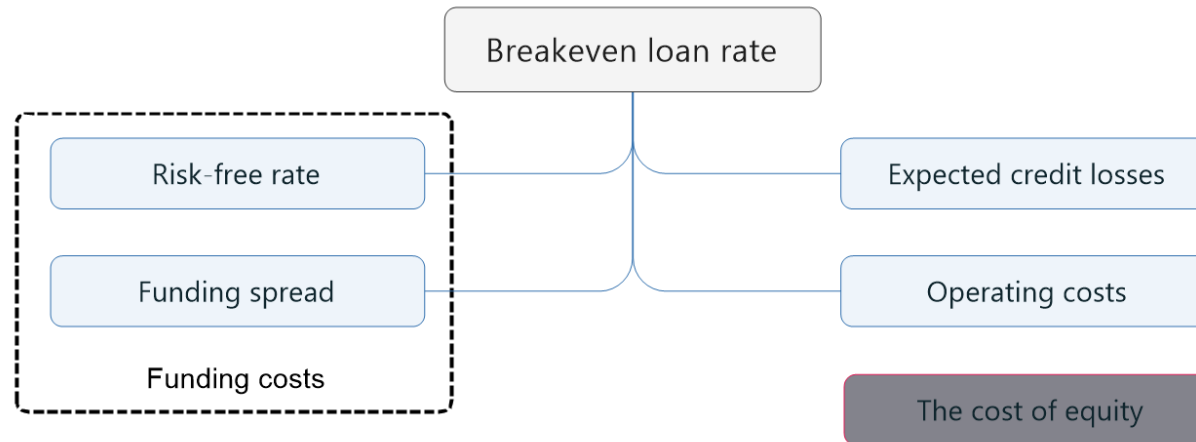 Breakeven loan rate
Risk-free rate
Expected credit losses
Funding spread
Operating costs
Funding costs
The cost of equity